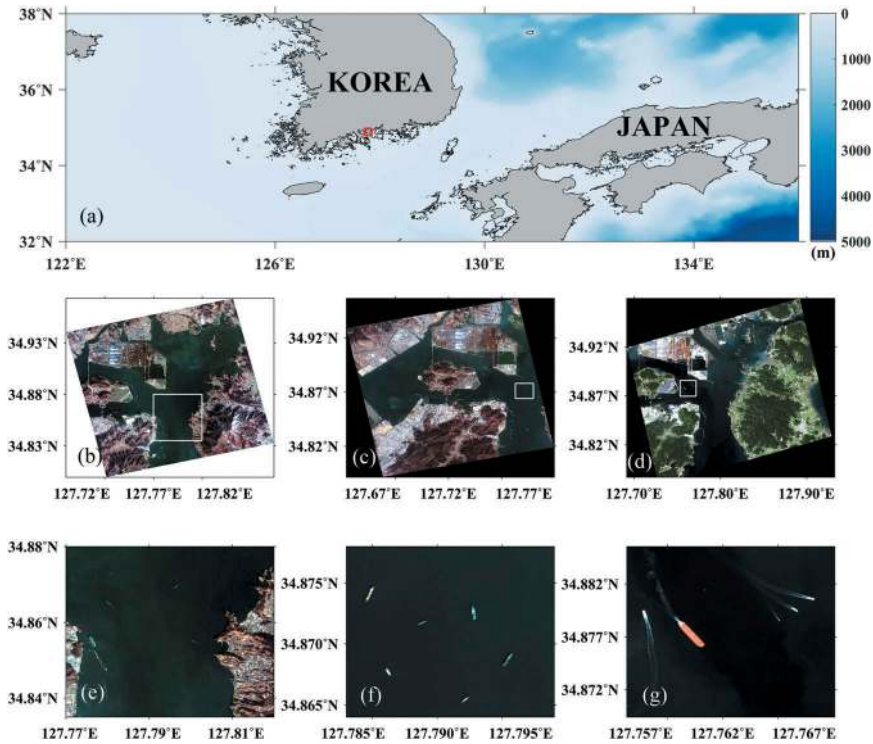 38°N
36°N
34°N
32°N
KOREA
JAPAN
(a)
122°E 126°E 130°E 134°E
0
1000
2000
3000
4000
5000
(m)
34.93°N
34.88°N
34.83°N
(b)
127.72°E 127.77°E 127.82°E
34.92°N
34.87°N
34.82°N
(c)
127.67°E 127.72°E 127.77°E
34.92°N
34.87°N
34.82°N
(d)
127.70°E 127.80°E 127.90°E
34.88°N
34.86°N
34.84°N
(e)
127.77°E 127.79°E 127.81°E
34.875°N
34.870°N
34.865°N
(f)
127.785°E 127.790°E 127.795°E
34.882°N
34.877°N
34.872°N
(g)
127.757°E 127.762°E 127.767°E